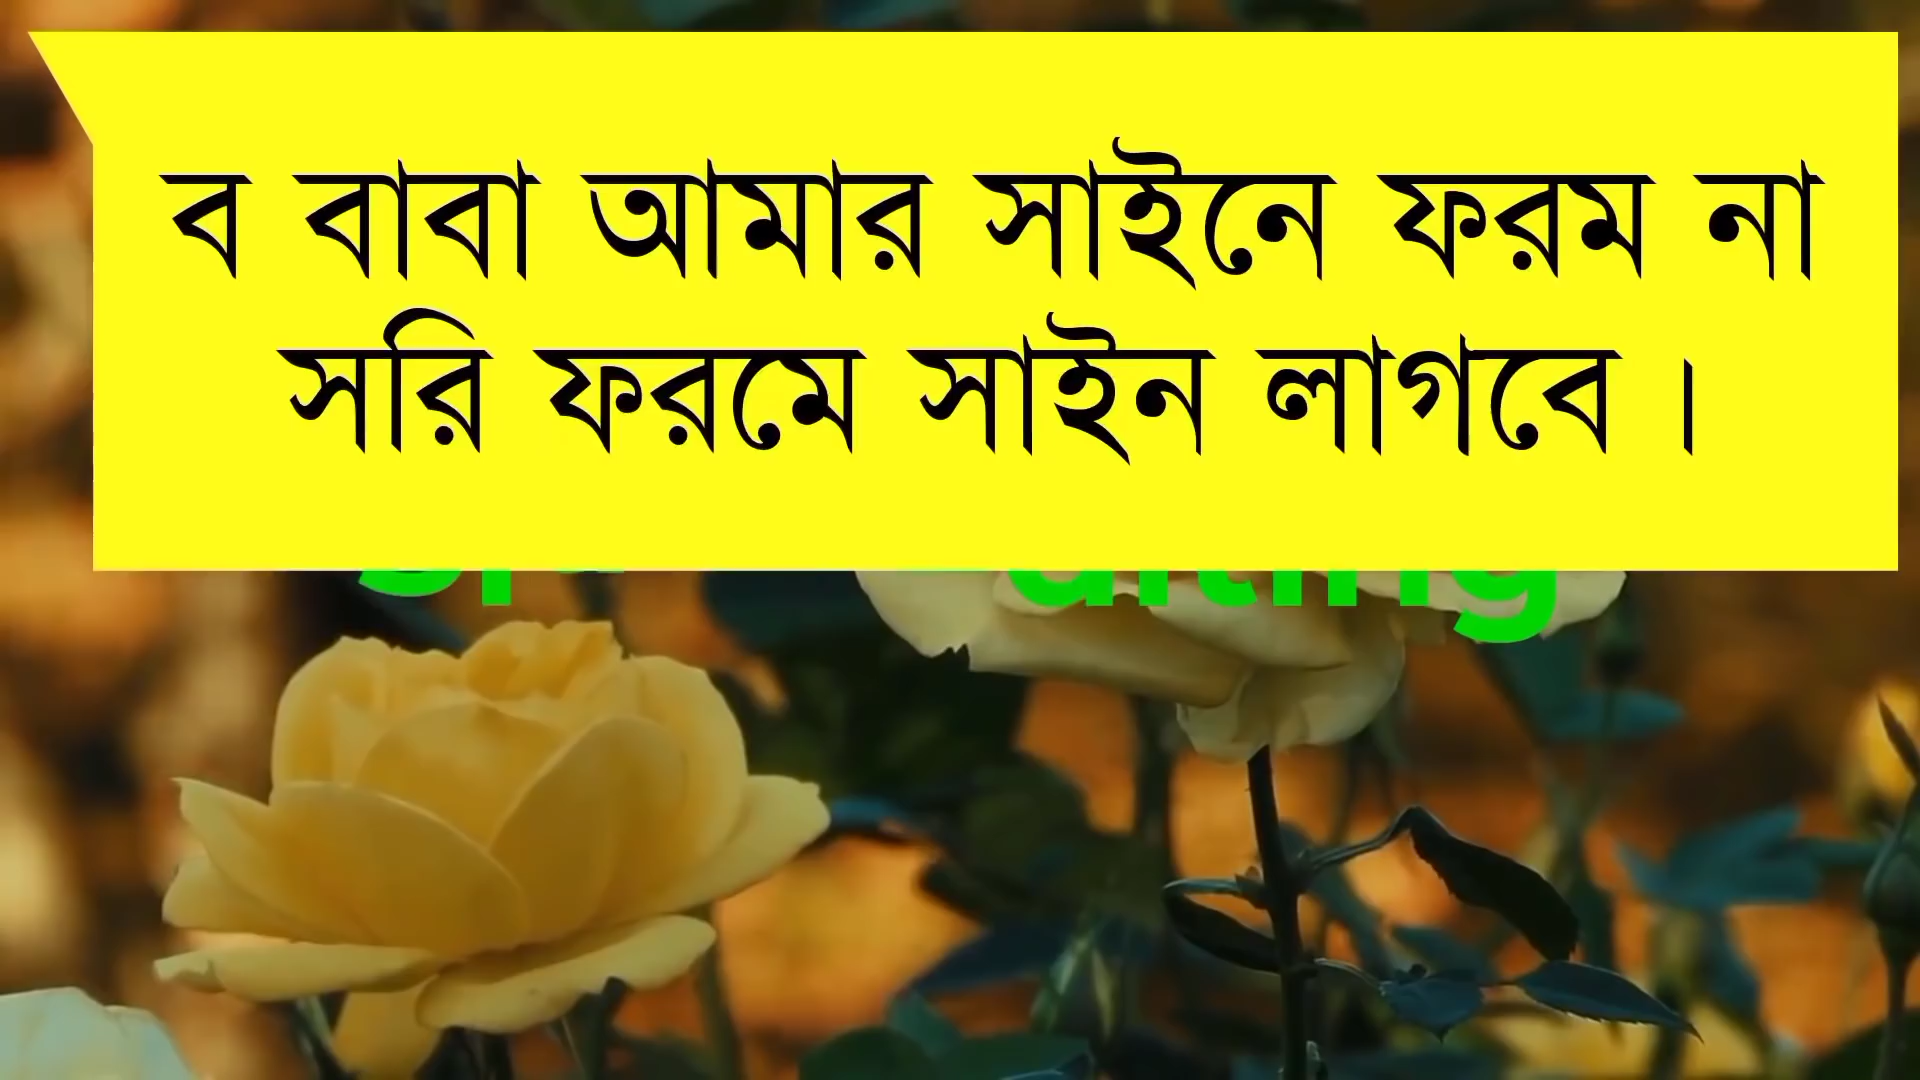 ব বাবা আমার সাইনে ফরম না
সরি ফরমে সাইন লাগবে ।